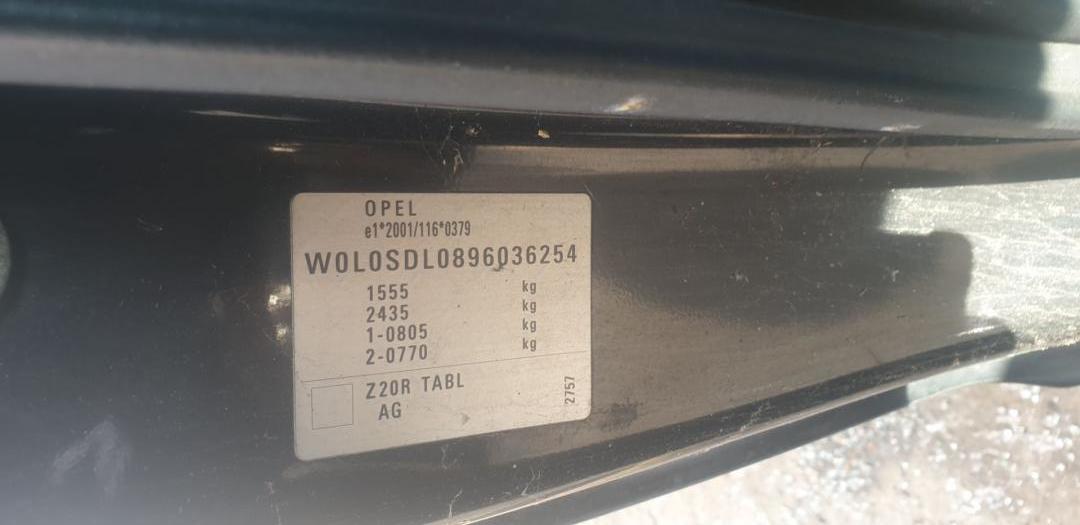 OPEL
e1*2001/116*0379
W0L0SDL0896036254
1555 kg
2435 kg
1-0805 kg
2-0770 kg
Z20R TABL
AG
2757